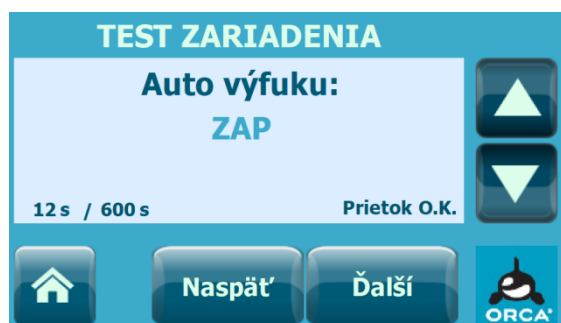 TEST ZARIADENIA
Auto výfuku:
ZAP
12 s / 600 s Prietok O.K.
Naspäť Ďalší
ORCA